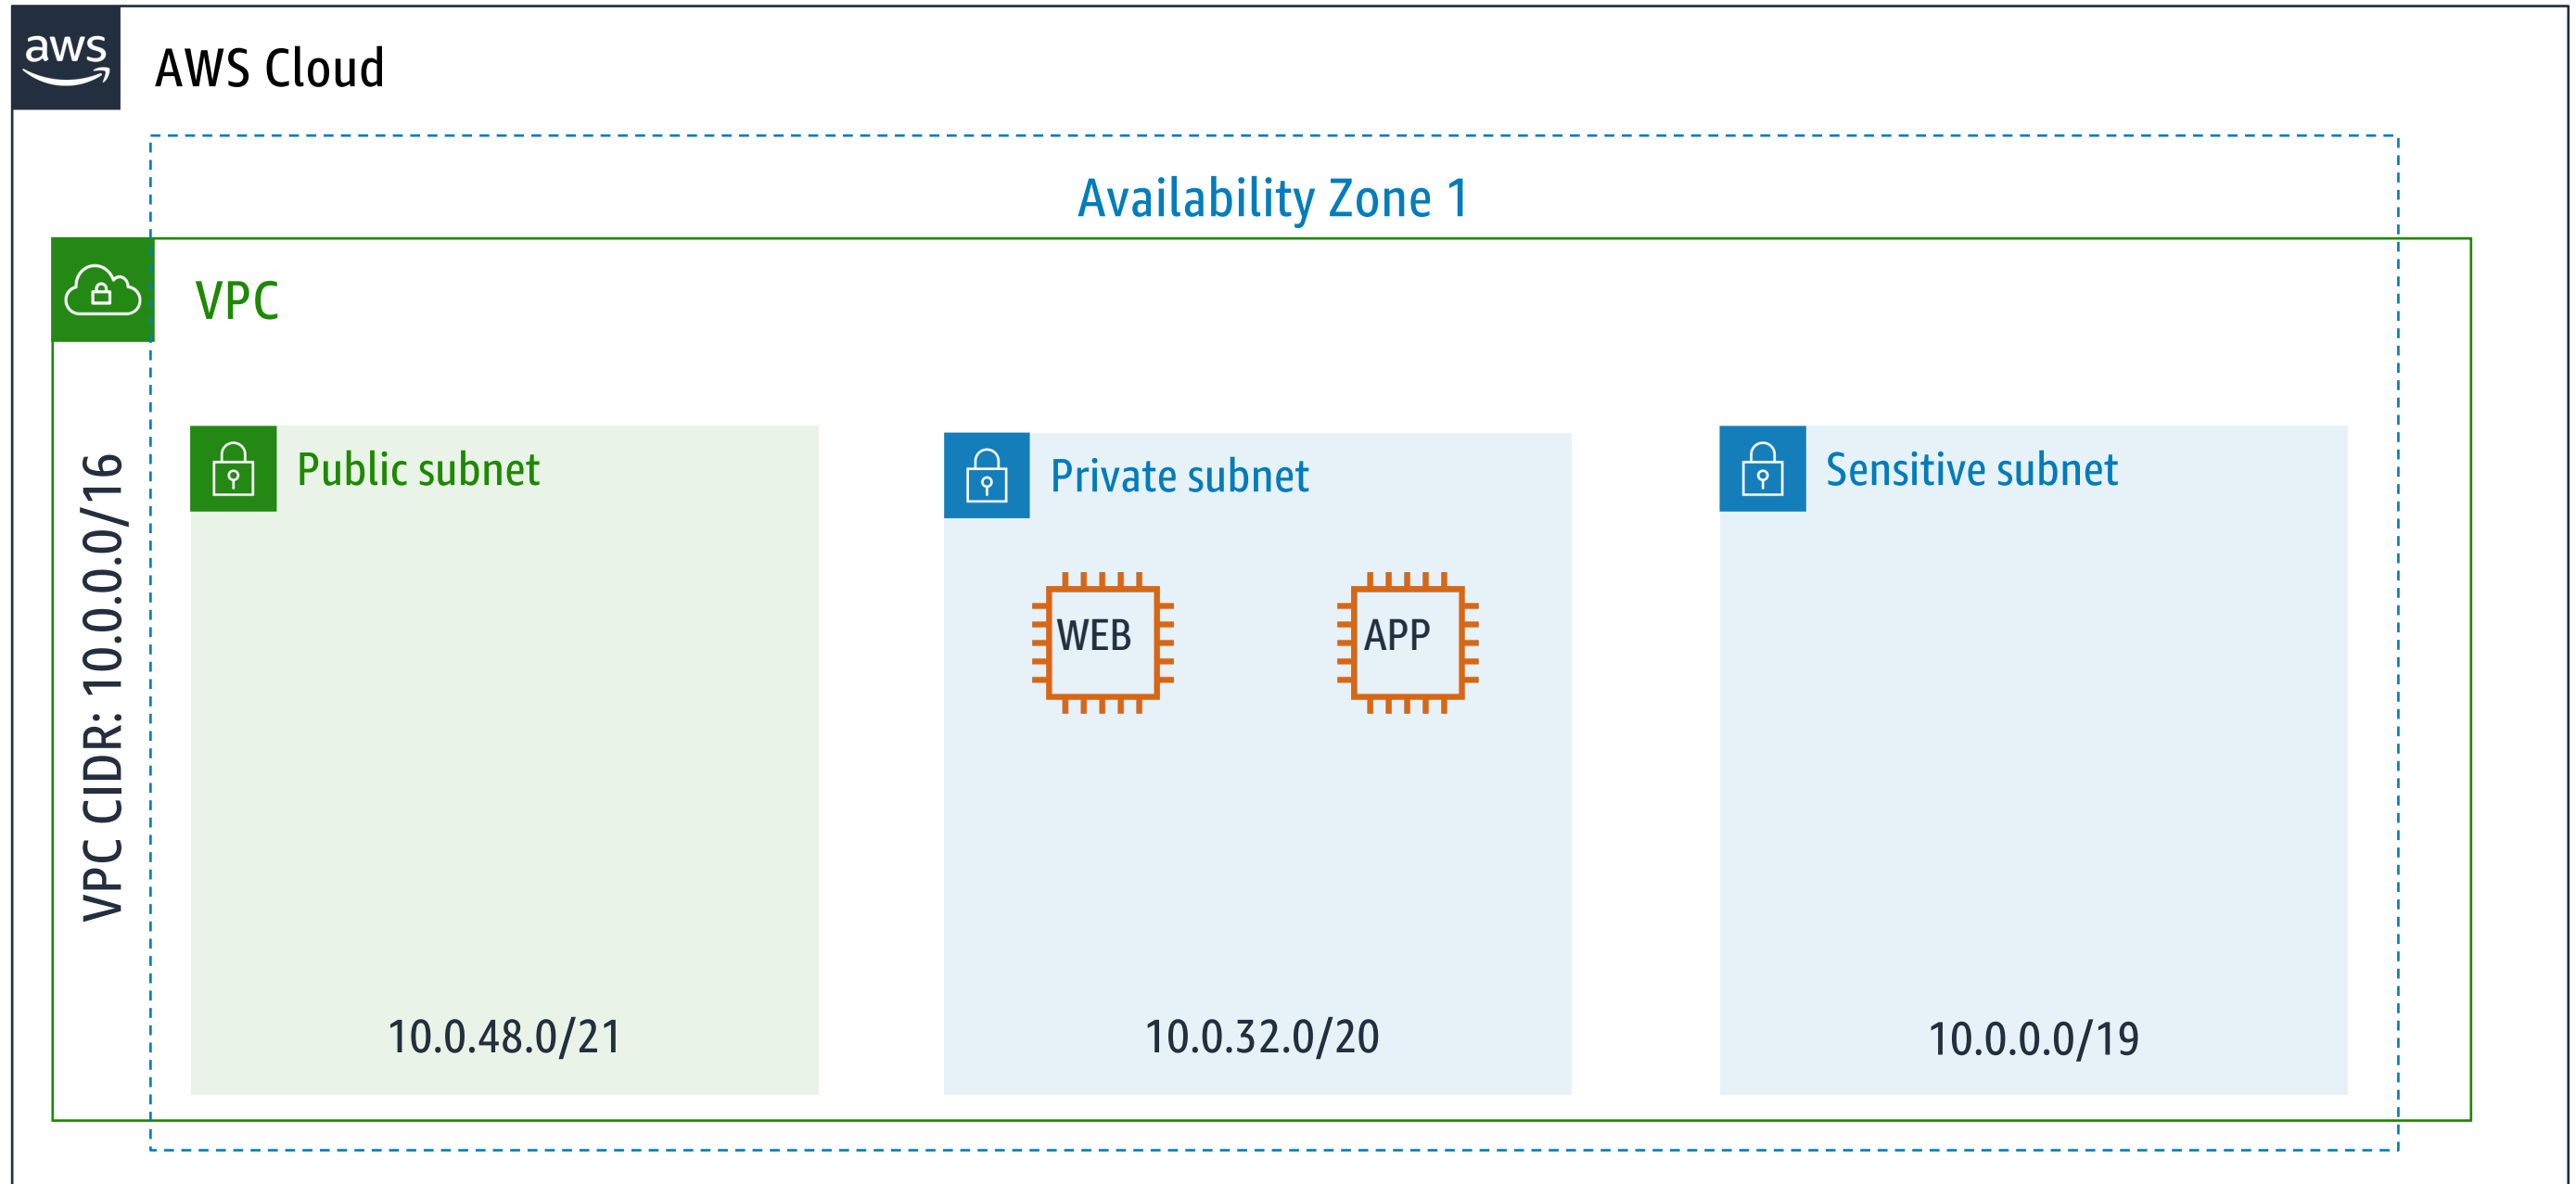 aws
AWS Cloud
Availability Zone 1
VPC
VPC CIDR: 10.0.0.0/16
Public subnet
Private subnet
Sensitive subnet
WEB
APP
10.0.48.0/21
10.0.32.0/20
10.0.0.0/19